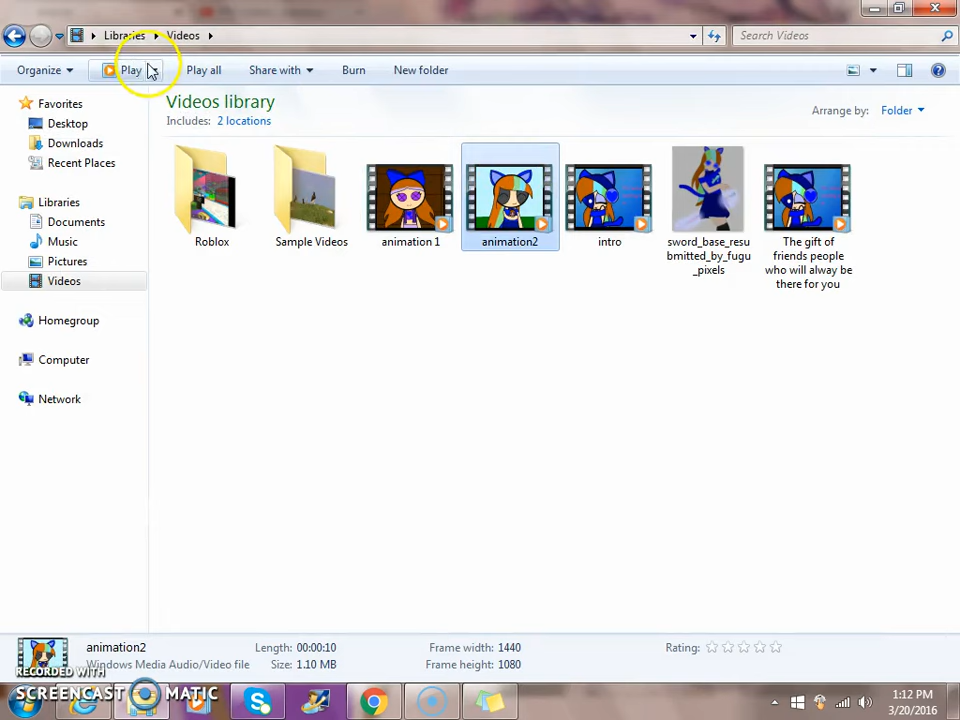 Libraries Videos
Search Videos
Organize Play Play all Share with Burn New folder
Favorites
Desktop
Downloads
Recent Places
Libraries
Documents
Music
Pictures
Videos
Homegroup
Computer
Network
Videos library
Includes: 2 locations
Arrange by: Folder
Roblox
Sample Videos
animation 1
animation2
intro
sword_base_resu
bmitted_by_fugu
_pixels
The gift of
friends people
who will alway be
there for you
animation2
Windows Media Audio/Video file
Length: 00:00:10
Size: 1.10 MB
Frame width: 1440
Frame height: 1080
Rating:
RECORDED WITH
SCREENCAST MATIC
1:12 PM
3/20/2016